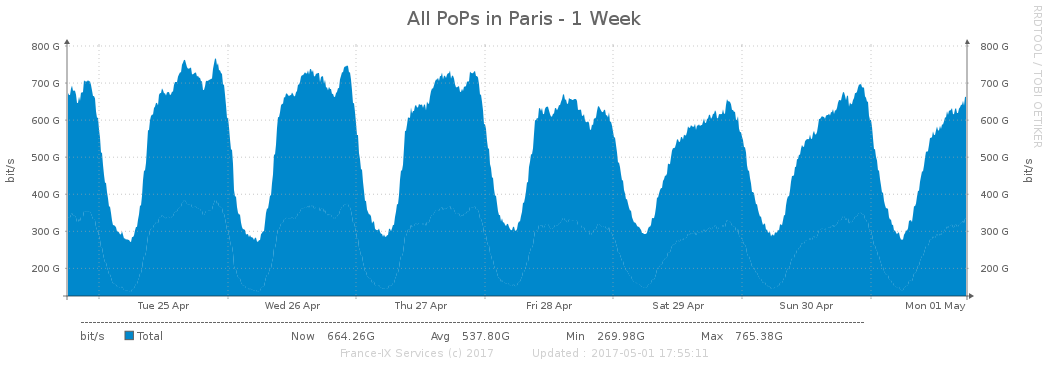 All PoPs in Paris - 1 Week
RRDTOOL / TOBI OETIKER
bit/s
bit/s
800 G 800 G
700 G 700 G
600 G 600 G
500 G 500 G
400 G 400 G
300 G 300 G
200 G 200 G
Tue 25 Apr Wed 26 Apr Thu 27 Apr Fri 28 Apr Sat 29 Apr Sun 30 Apr Mon 01 May
bit/s Total Now 664.26G Avg 537.80G Min 269.98G Max 765.38G
France-IX Services (c) 2017 Updated : 2017-05-01 17:55:11